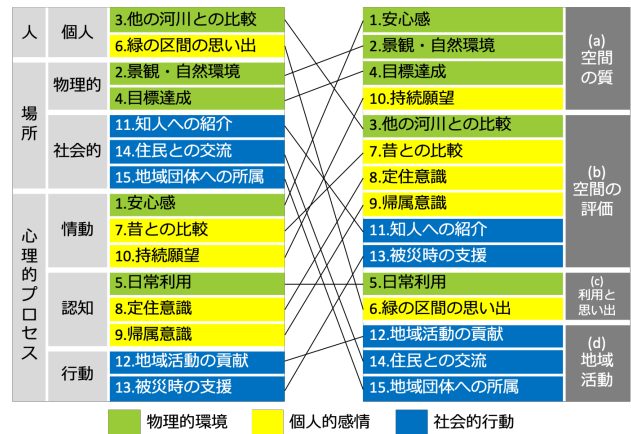 人
個人
3.他の河川との比較
6.緑の区間の思い出
場所
物理的
2.景観・自然環境
4.目標達成
社会的
11.知人への紹介
14.住民との交流
15.地域団体への所属
心理的プロセス
情動
1.安心感
7.昔との比較
10.持続願望
認知
5.日常利用
8.定住意識
9.帰属意識
行動
12.地域活動の貢献
13.被災時の支援
1.安心感
2.景観・自然環境
4.目標達成
10.持続願望
(a)
空間
の質
3.他の河川との比較
7.昔との比較
8.定住意識
9.帰属意識
11.知人への紹介
13.被災時の支援
(b)
空間の
評価
5.日常利用
6.緑の区間の思い出
(c)
利用と
思い出
12.地域活動の貢献
14.住民との交流
15.地域団体への所属
(d)
地域
活動
物理的環境
個人的感情
社会的行動